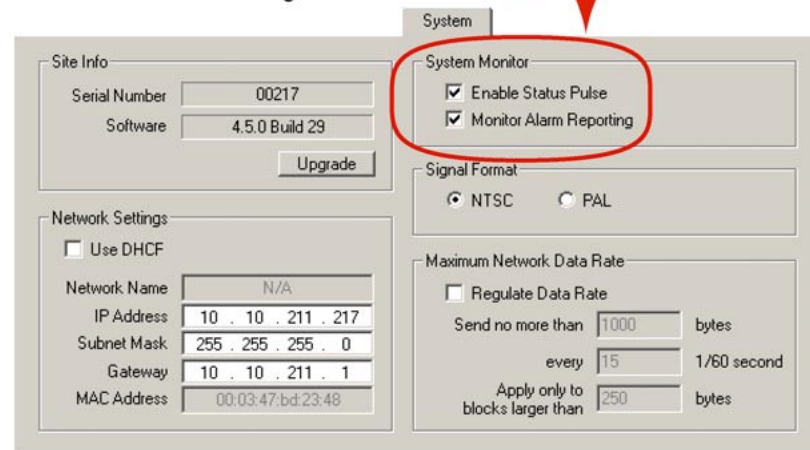 System
Site Info
Serial Number 00217
Software 4.5.0 Build 29
Upgrade
Network Settings
Use DHCF
Network Name N/A
IP Address 10 . 10 . 211 . 217
Subnet Mask 255 . 255 . 255 . 0
Gateway 10 . 10 . 211 . 1
MAC Address 00:03:47:bd:23:48
System Monitor
Enable Status Pulse
Monitor Alarm Reporting
Signal Format
NTSC PAL
Maximum Network Data Rate
Regulate Data Rate
Send no more than 1000 bytes
every 15 1/60 second
Apply only to
blocks larger than 250 bytes